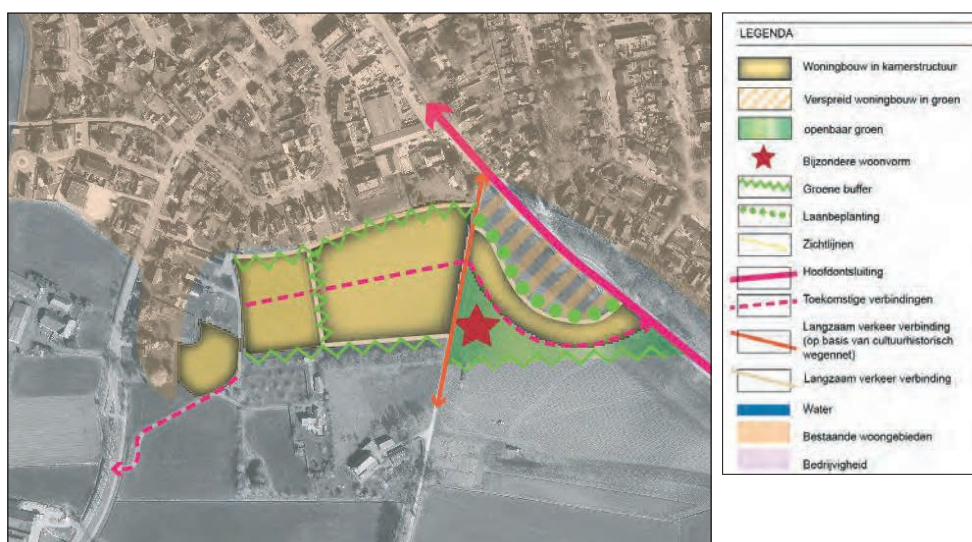 LEGENDA
Woningbouw in kamerstructuur
Verspreid woningbouw in groen
openbaar groen
Bijzondere woonvorm
Groene buffer
Laanbeplanting
Zichtlijnen
Hoofdontsluiting
Toekomstige verbindingen
Langzaam verkeer verbinding
(op basis van cultuurhistorisch
wegennet)
Langzaam verkeer verbinding
Water
Bestaande woongebieden
Bedrijvigheid